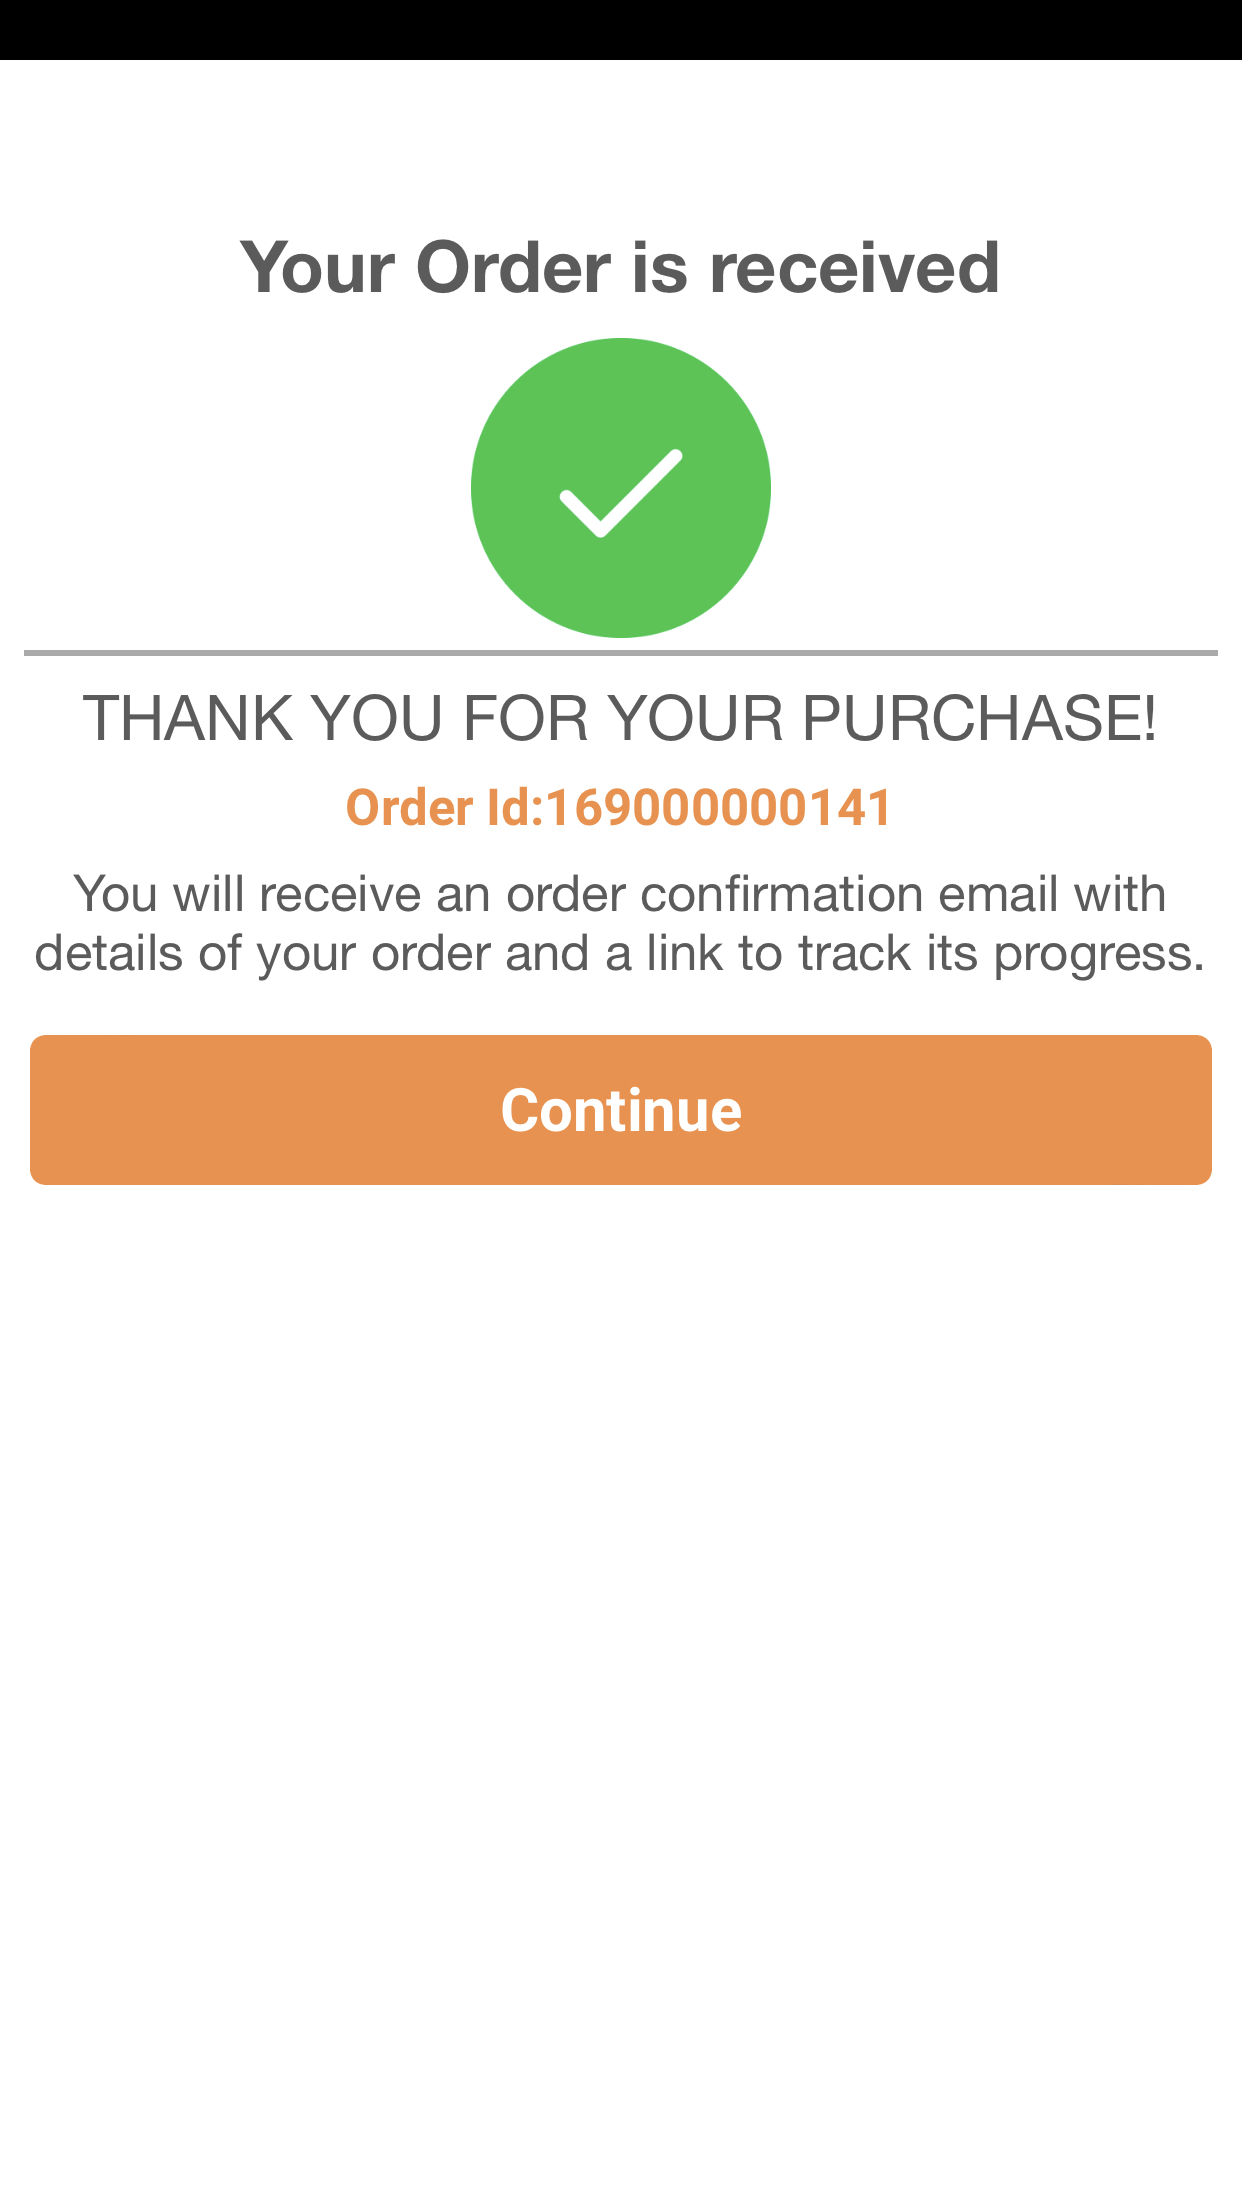 Your Order is received
THANK YOU FOR YOUR PURCHASE!
Order Id:169000000141
You will receive an order confirmation email with
details of your order and a link to track its progress.
Continue